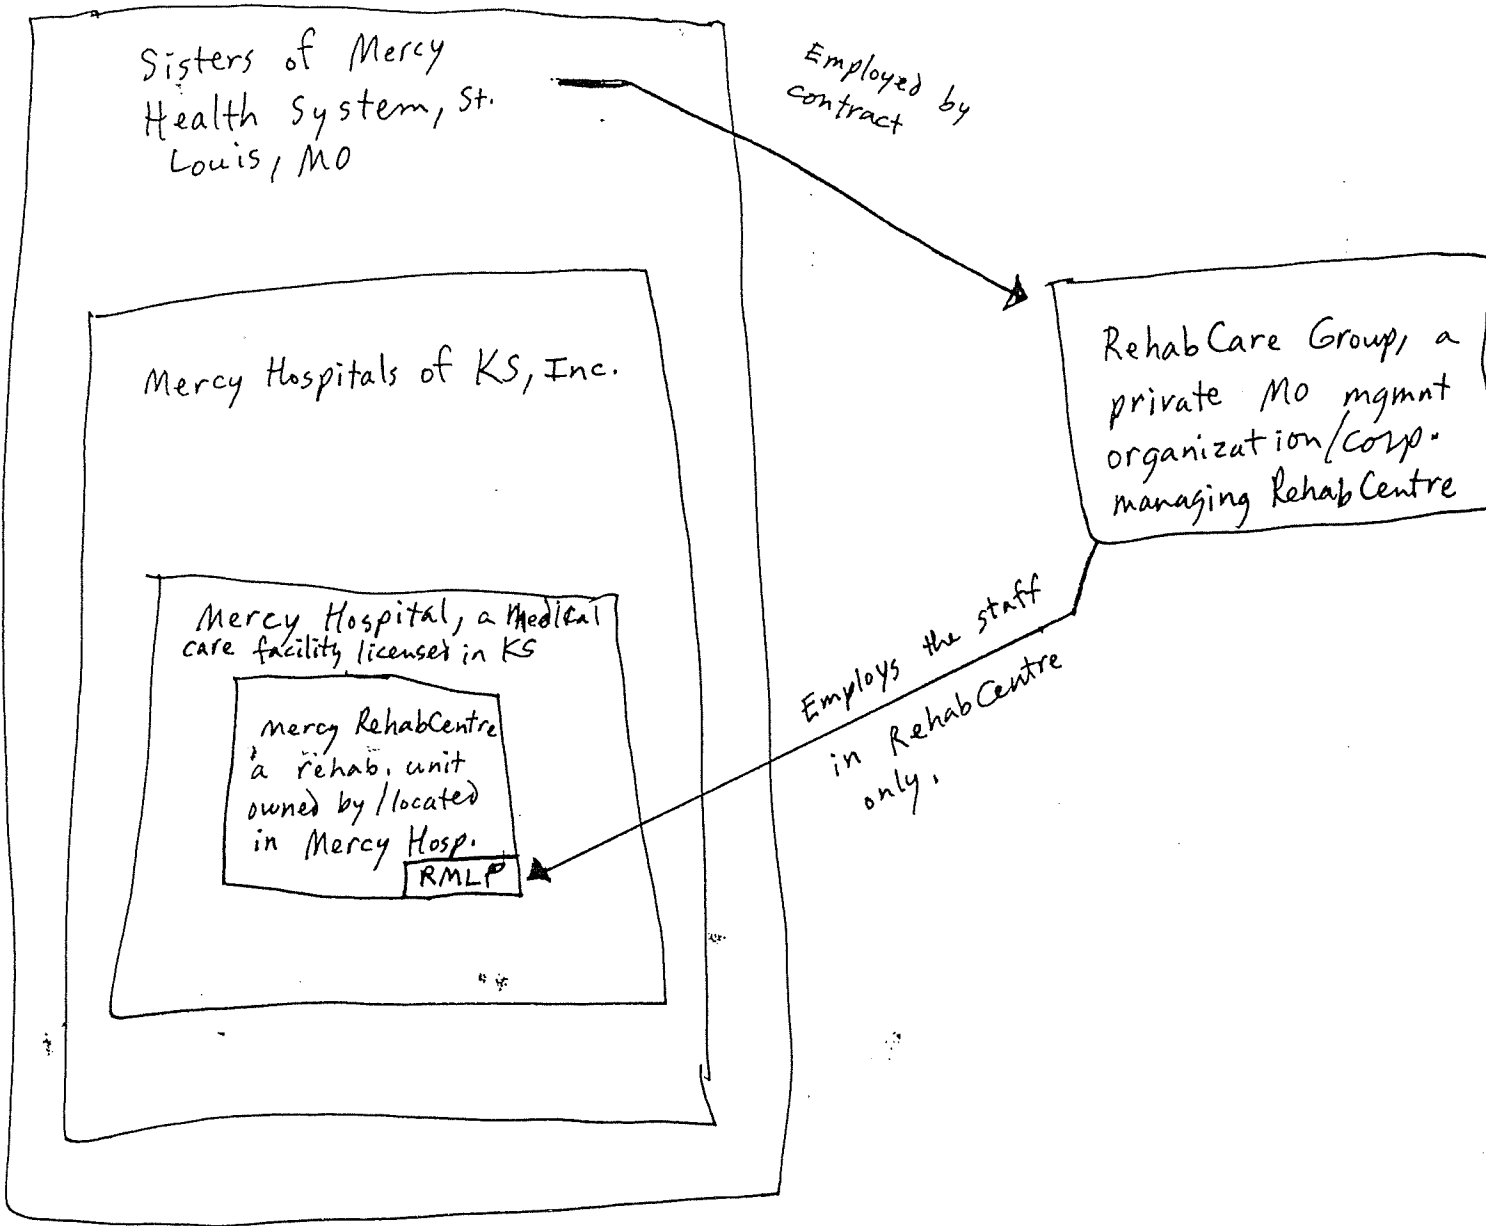 Sisters of Mercy
Health System, St.
Louis, MO
Employed by
contract
RehabCare Group, a
private MO mgmnt
organization/corp.
managing RehabCentre
Mercy Hospitals of KS, Inc.
Mercy Hospital, a Medical
care facility licensed in KS
Mercy RehabCentre
a rehab. unit
owned by/located
in Mercy Hosp.
RMLP
Employs the staff
in RehabCentre
only.